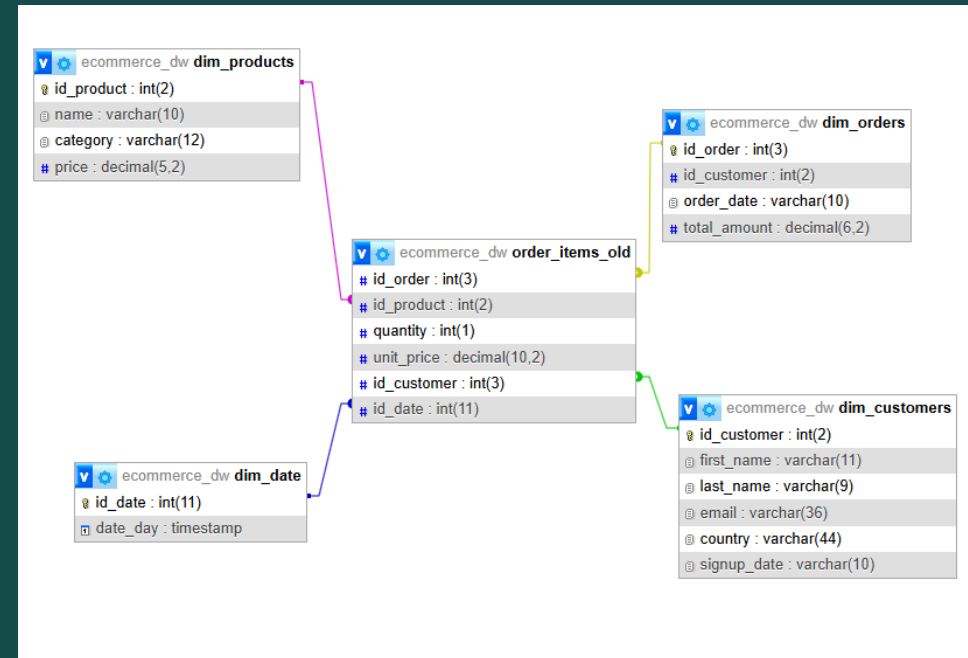 V ecommerce_dw dim_products
id_product : int(2)
name : varchar(10)
category : varchar(12)
# price : decimal(5,2)
V ecommerce_dw dim_orders
id_order : int(3)
# id_customer : int(2)
order_date : varchar(10)
# total_amount : decimal(6,2)
V ecommerce_dw order_items_old
# id_order : int(3)
# id_product : int(2)
# quantity : int(1)
# unit_price : decimal(10,2)
# id_customer : int(3)
# id_date : int(11)
V ecommerce_dw dim_customers
id_customer : int(2)
first_name : varchar(11)
last_name : varchar(9)
email : varchar(36)
country : varchar(44)
signup_date : varchar(10)
V ecommerce_dw dim_date
id_date : int(11)
date_day : timestamp